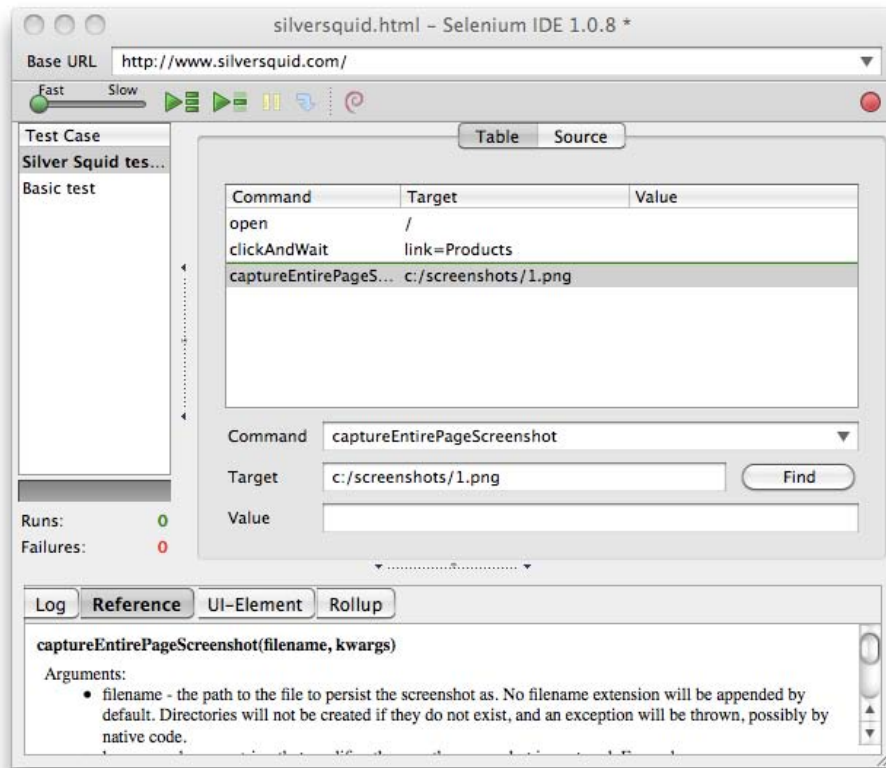 silversquid.html – Selenium IDE 1.0.8 *
Base URL http://www.silversquid.com/
Fast Slow
Test Case
Silver Squid tes...
Basic test
Runs: 0
Failures: 0
Table Source
Command Target Value
open /
clickAndWait link=Products
captureEntirePageS... c:/screenshots/1.png
Command captureEntirePageScreenshot
Target c:/screenshots/1.png Find
Value
Log Reference UI-Element Rollup
captureEntirePageScreenshot(filename, kwargs)
Arguments:
• filename - the path to the file to persist the screenshot as. No filename extension will be appended by
default. Directories will not be created if they do not exist, and an exception will be thrown, possibly by
native code.